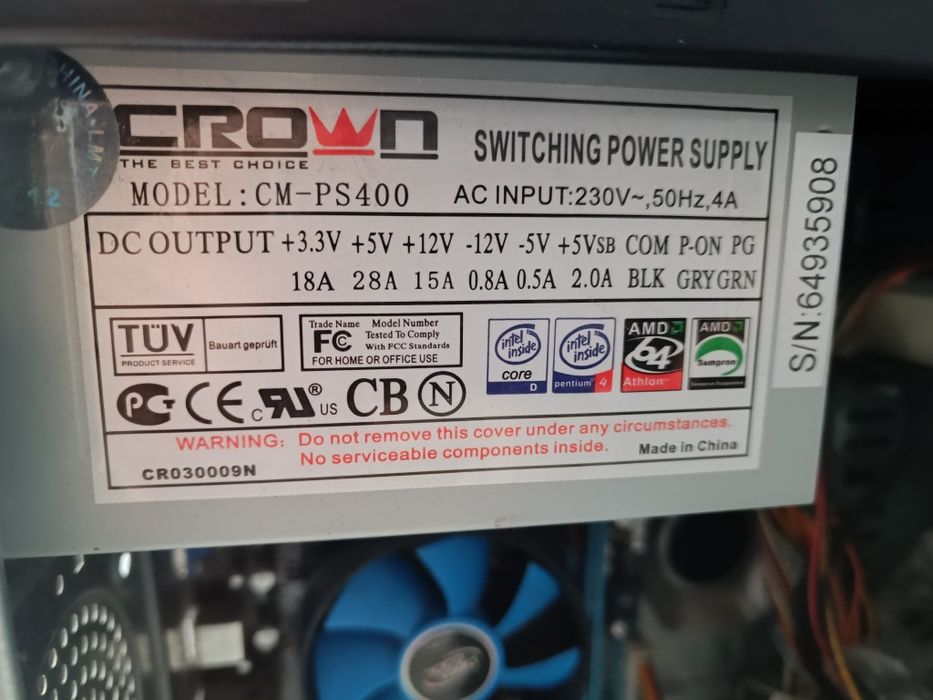 CROWN
THE BEST CHOICE
SWITCHING POWER SUPPLY
MODEL: CM-PS400 AC INPUT:230V~,50Hz,4A
DC OUTPUT +3.3V +5V +12V -12V -5V +5VSB COM P-ON PG
18A 28A 15A 0.8A 0.5A 2.0A BLK GRY GRN
TÜV
PRODUCT SERVICE
Bauart geprüft
Trade Name Model Number
FC Tested To Comply
With FCC Standards
FOR HOME OR OFFICE USE
intel inside core D
intel inside pentium 4
AMD 64 Athlon
AMD Sempron
PCT CE c RU ® US CB N
WARNING: Do not remove this cover under any circumstances.
No serviceable components inside.
Made in China
CR030009N
S/N:64935908
CHINA
12